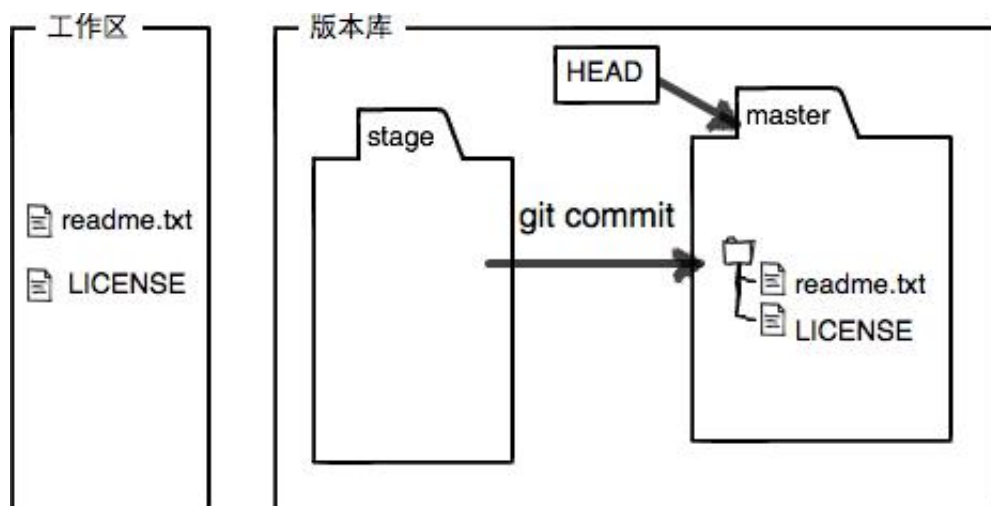 工作区
版本库
HEAD
master
stage
git commit
readme.txt
LICENSE
readme.txt
LICENSE